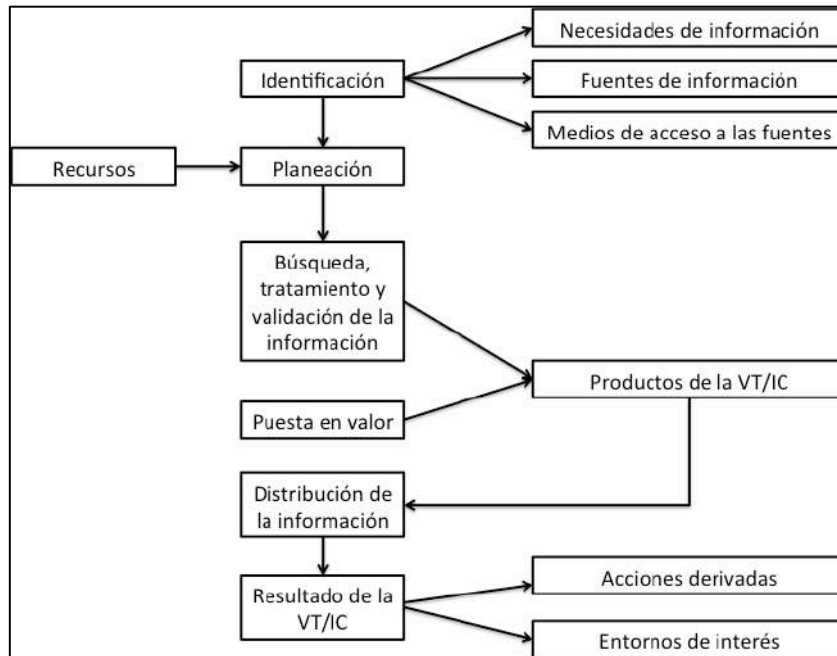 Necesidades de información
Identificación
Fuentes de información
Medios de acceso a las fuentes
Recursos
Planeación
Búsqueda,
tratamiento y
validación de la
información
Productos de la VT/IC
Puesta en valor
Distribución de
la información
Resultado de la
VT/IC
Acciones derivadas
Entornos de interés